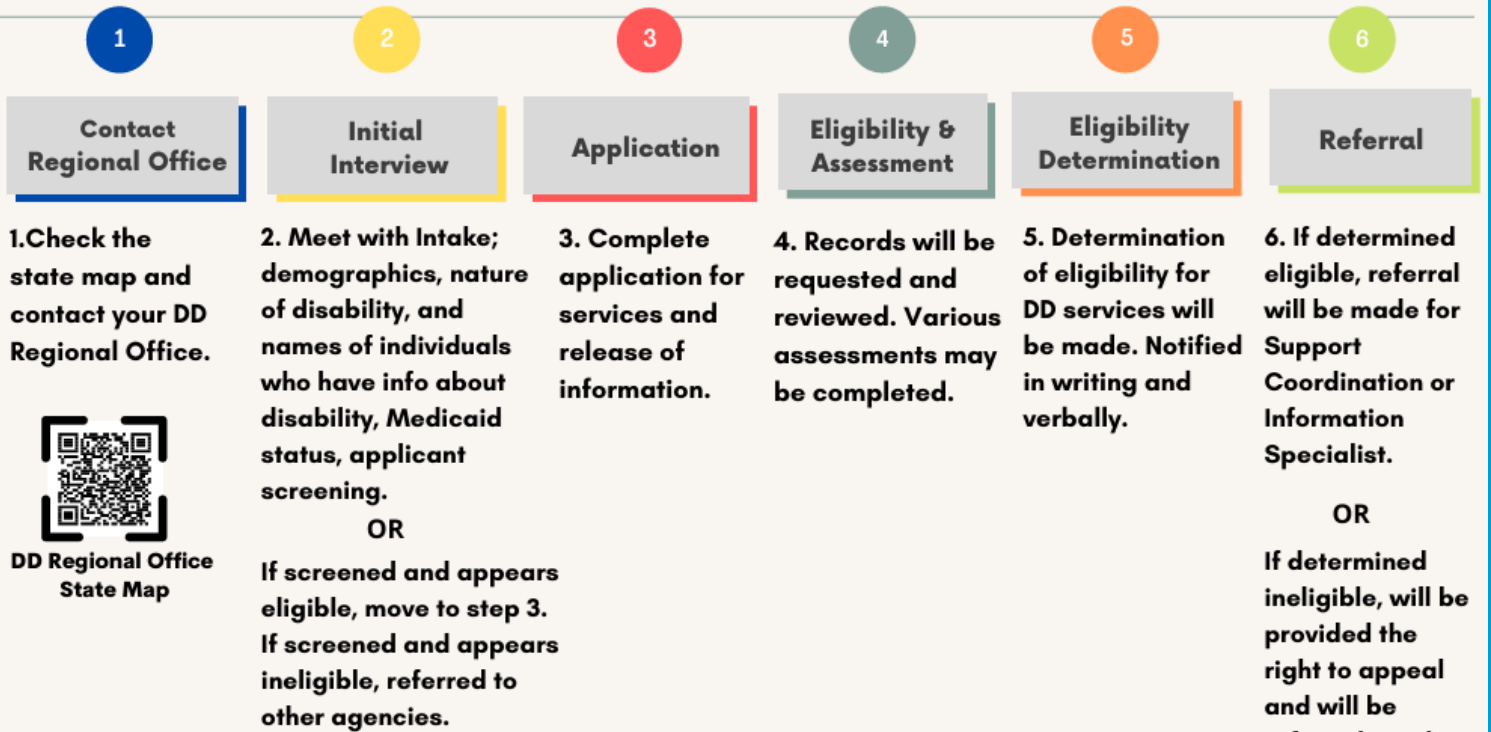 1
Contact
Regional Office
1.Check the
state map and
contact your DD
Regional Office.
DD Regional Office
State Map
2
Initial
Interview
2. Meet with Intake;
demographics, nature
of disability, and
names of individuals
who have info about
disability, Medicaid
status, applicant
screening.
OR
If screened and appears
eligible, move to step 3.
If screened and appears
ineligible, referred to
other agencies.
3
Application
3. Complete
application for
services and
release of
information.
4
Eligibility &
Assessment
4. Records will be
requested and
reviewed. Various
assessments may
be completed.
5
Eligibility
Determination
5. Determination
of eligibility for
DD services will
be made. Notified
in writing and
verbally.
6
Referral
6. If determined
eligible, referral
will be made for
Support
Coordination or
Information
Specialist.
OR
If determined
ineligible, will be
provided the
right to appeal
and will be